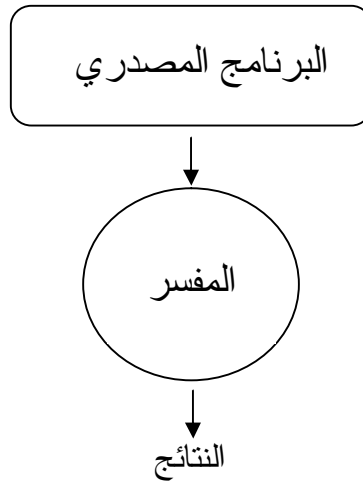 البرنامج المصدري
المفسر
النتائج